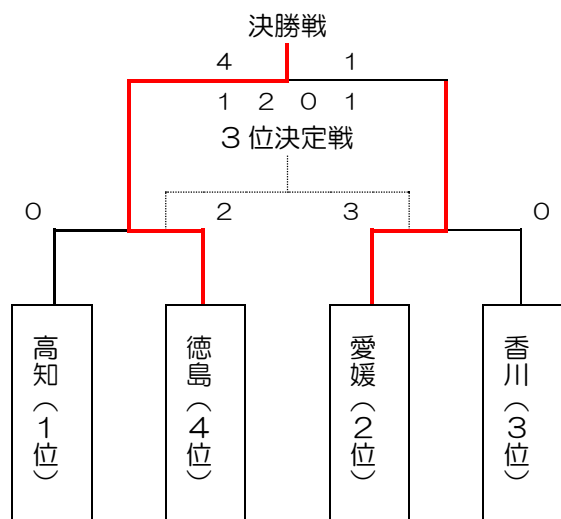 決勝戦
4 1
1 2 0 1
3位決定戦
0 2 3 0
高知(1位)
徳島(4位)
愛媛(2位)
香川(3位)